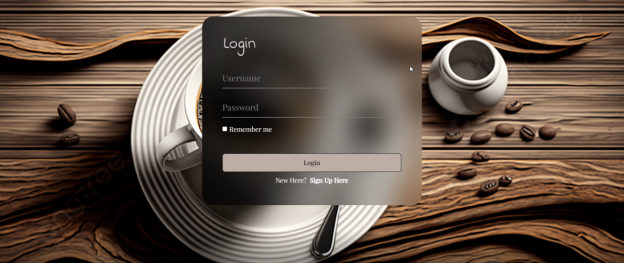 Login
Username
Password
Remember me
Login
New Here? Sign Up Here